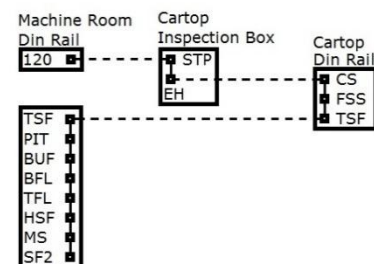 Machine Room
Din Rail
120
Cartop
Inspection Box
STP
EH
Cartop
Din Rail
CS
FSS
TSF
TSF
PIT
BUF
BFL
TFL
HSF
MS
SF2